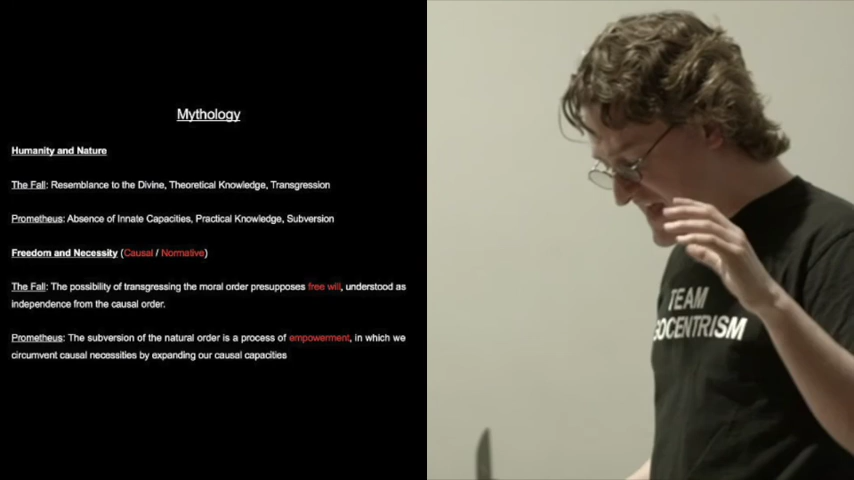 Mythology
Humanity and Nature
The Fall: Resemblance to the Divine, Theoretical Knowledge, Transgression
Prometheus: Absence of Innate Capacities, Practical Knowledge, Subversion
Freedom and Necessity (Causal / Normative)
The Fall: The possibility of transgressing the moral order presupposes free will, understood as
independence from the causal order.
Prometheus: The subversion of the natural order is a process of empowerment, in which we
circumvent causal necessities by expanding our causal capacities
TEAM